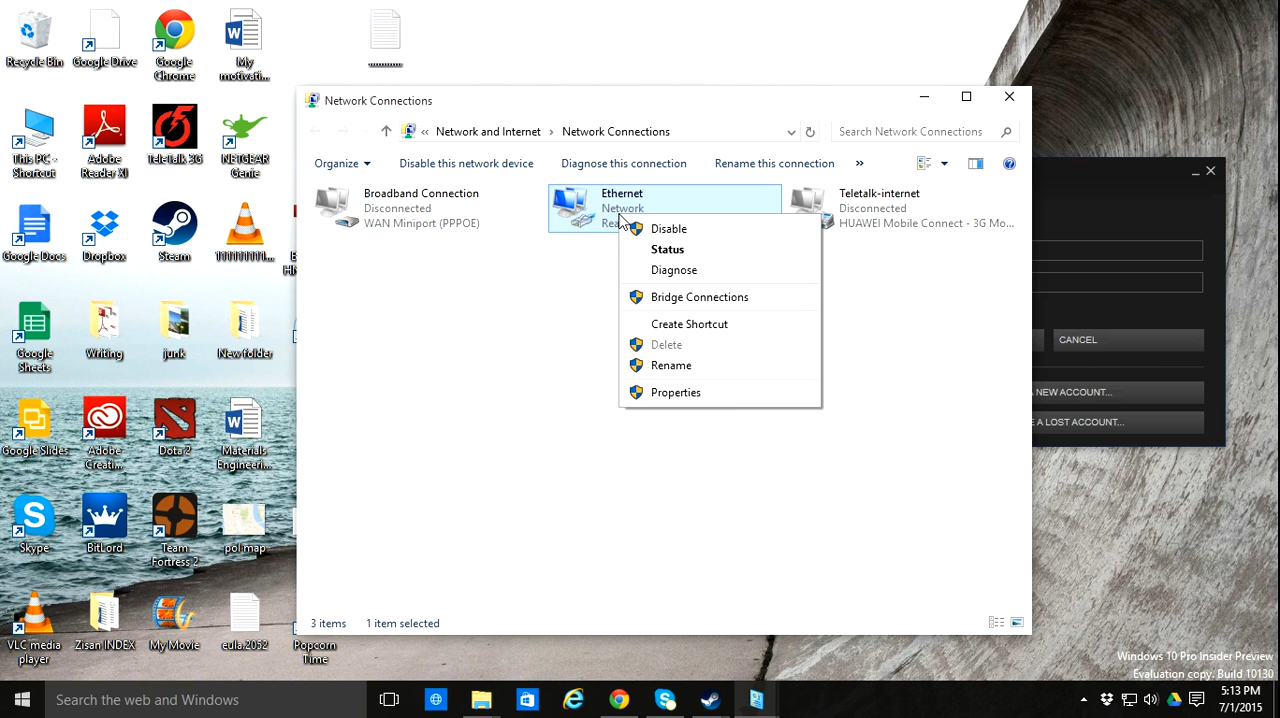 Recycle Bin
Google Drive
Google
Chrome
My
motivati...
This PC -
Shortcut
Adobe
Reader XI
TeleTalk 3G
NETGEAR
Genie
Google Docs
Dropbox
Steam
11111111...
Google
Sheets
Writing
junk
New folder
Google Slides
Adobe
Creati...
Dota 2
Materials
Engineeri...
Skype
BitLord
Team
Fortress 2
pol map
VLC media
player
Zisan INDEX
My Movie
eula.2052
Popcorn
Time
Network Connections
« Network and Internet › Network Connections
Search Network Connections
Organize
Disable this network device
Diagnose this connection
Rename this connection
»
Broadband Connection
Disconnected
WAN Miniport (PPPOE)
Ethernet
Network
Rea
Teletalk-internet
Disconnected
HUAWEI Mobile Connect - 3G Mo...
Disable
Status
Diagnose
Bridge Connections
Create Shortcut
Delete
Rename
Properties
3 items
1 item selected
CANCEL
NEW ACCOUNT...
A LOST ACCOUNT...
Windows 10 Pro Insider Preview
Evaluation copy. Build 10130
Search the web and Windows
5:13 PM
7/1/2015